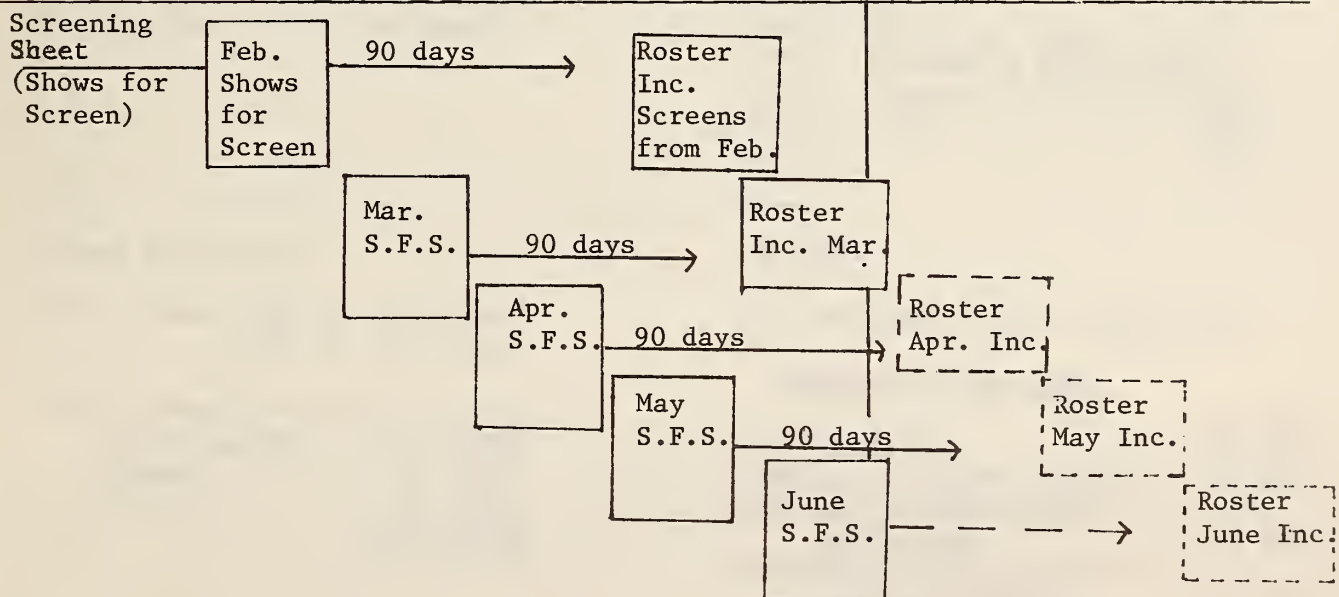 Screening
Sheet
(Shows for
Screen)
Feb.
Shows
for
Screen
90 days
Roster
Inc.
Screens
from Feb.
Mar.
S.F.S.
90 days
Roster
Inc. Mar.
Apr.
S.F.S.
90 days
Roster
Apr. Inc.
May
S.F.S.
90 days
Roster
May Inc.
June
S.F.S.
Roster
June Inc.